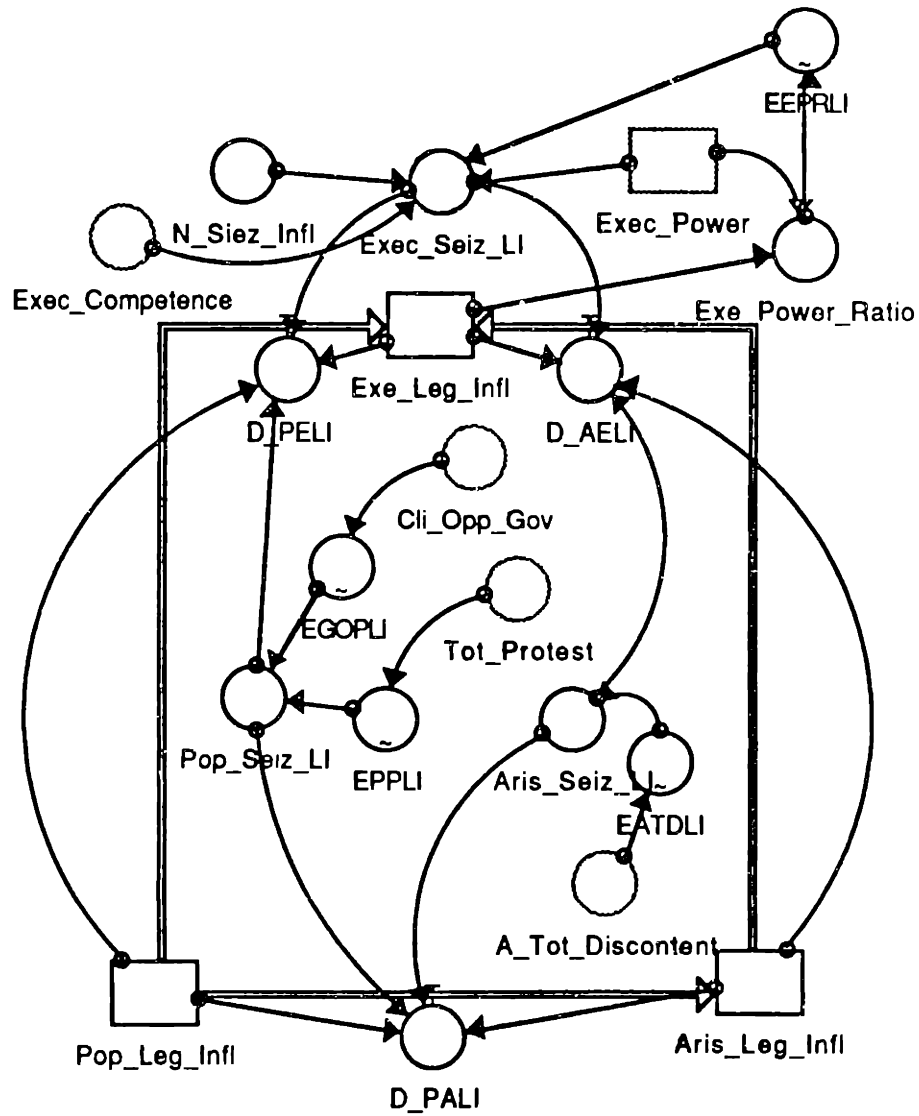 EEPRLI
N_Siez_Infl
Exec_Seiz_LI
Exec_Power
Exec_Competence
Exe_Power_Ratio
Exe_Leg_Infl
D_PELI
D_AELI
Cli_Opp_Gov
EGOPLI
Tot_Protest
Pop_Seiz_LI
EPPLI
Aris_Seiz_LI
EATDLI
A_Tot_Discontent
Pop_Leg_Infl
Aris_Leg_Infl
D_PALI